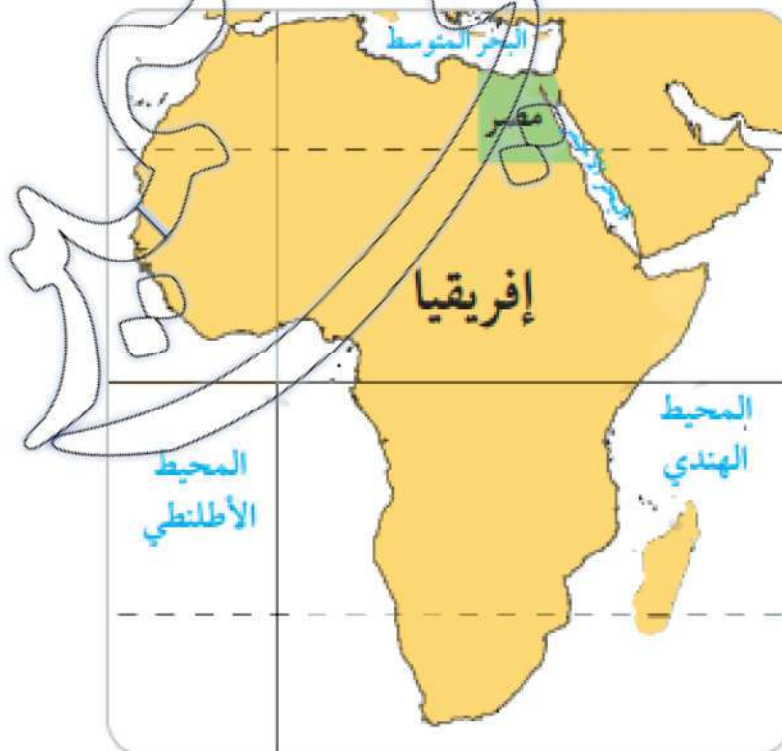 البحر المتوسط
مصر
البحر الأحمر
إفريقيا
المحيط
الهندي
المحيط
الأطلنطي